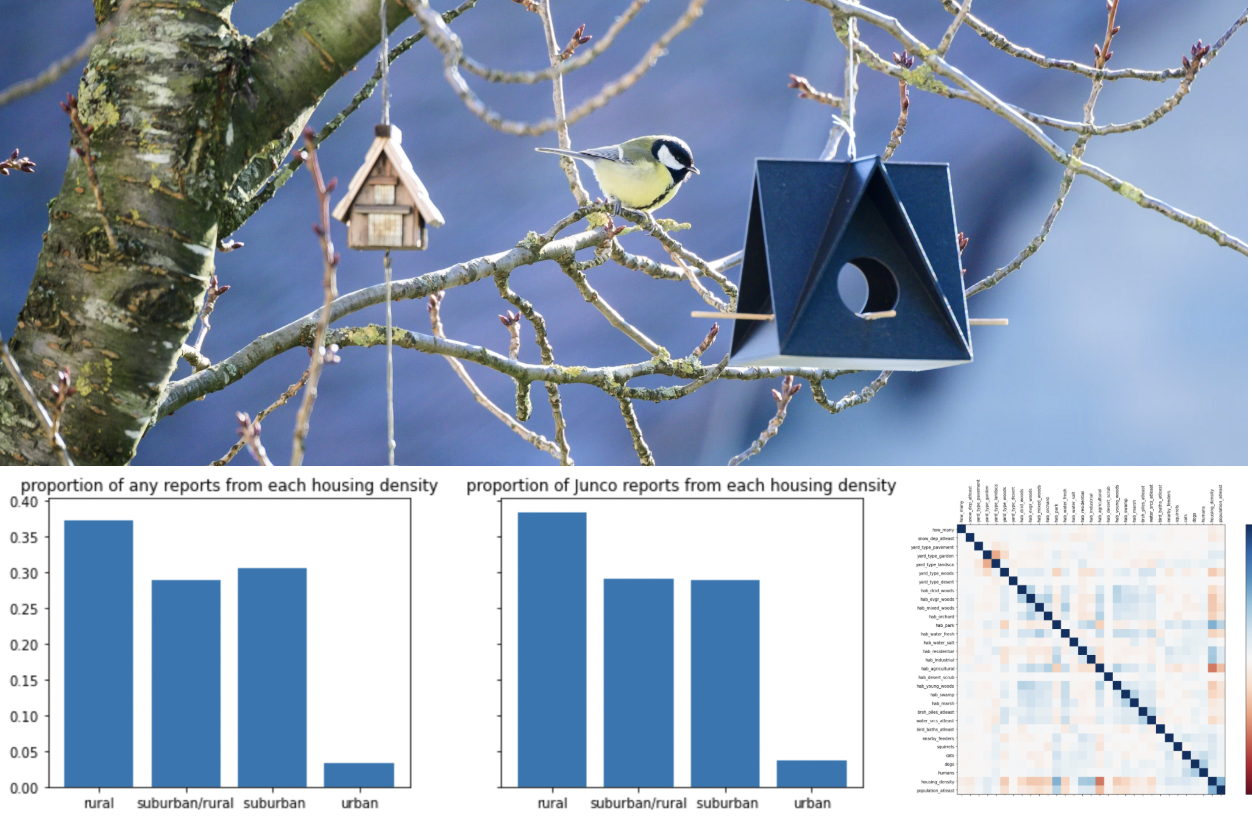 proportion of any reports from each housing density
0.40
0.35
0.30
0.25
0.20
0.15
0.10
0.05
0.00
rural suburban/rural suburban urban
proportion of Junco reports from each housing density
rural suburban/rural suburban urban
how_many
snow_dep_atleast
yard_type_pavement
yard_type_garden
yard_type_landsca
yard_type_woods
yard_type_desert
hab_dcid_woods
hab_evgr_woods
hab_mixed_woods
hab_orchard
hab_park
hab_water_fresh
hab_water_salt
hab_residential
hab_industrial
hab_agricultural
hab_desert_scrub
hab_young_woods
hab_swamp
hab_marsh
brsh_piles_atleast
water_srcs_atleast
bird_baths_atleast
nearby_feeders
squirrels
cats
dogs
humans
housing_density
population_atleast